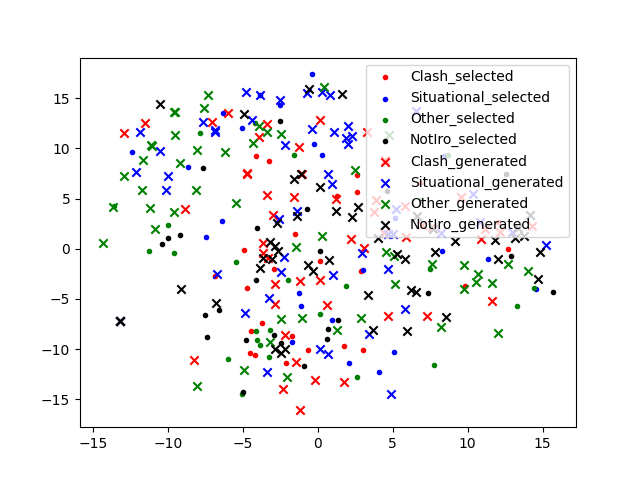 Clash_selected
Situational_selected
Other_selected
NotIro_selected
Clash_generated
Situational_generated
Other_generated
NotIro_generated
15
10
5
0
−5
−10
−15
−15 −10 −5 0 5 10 15